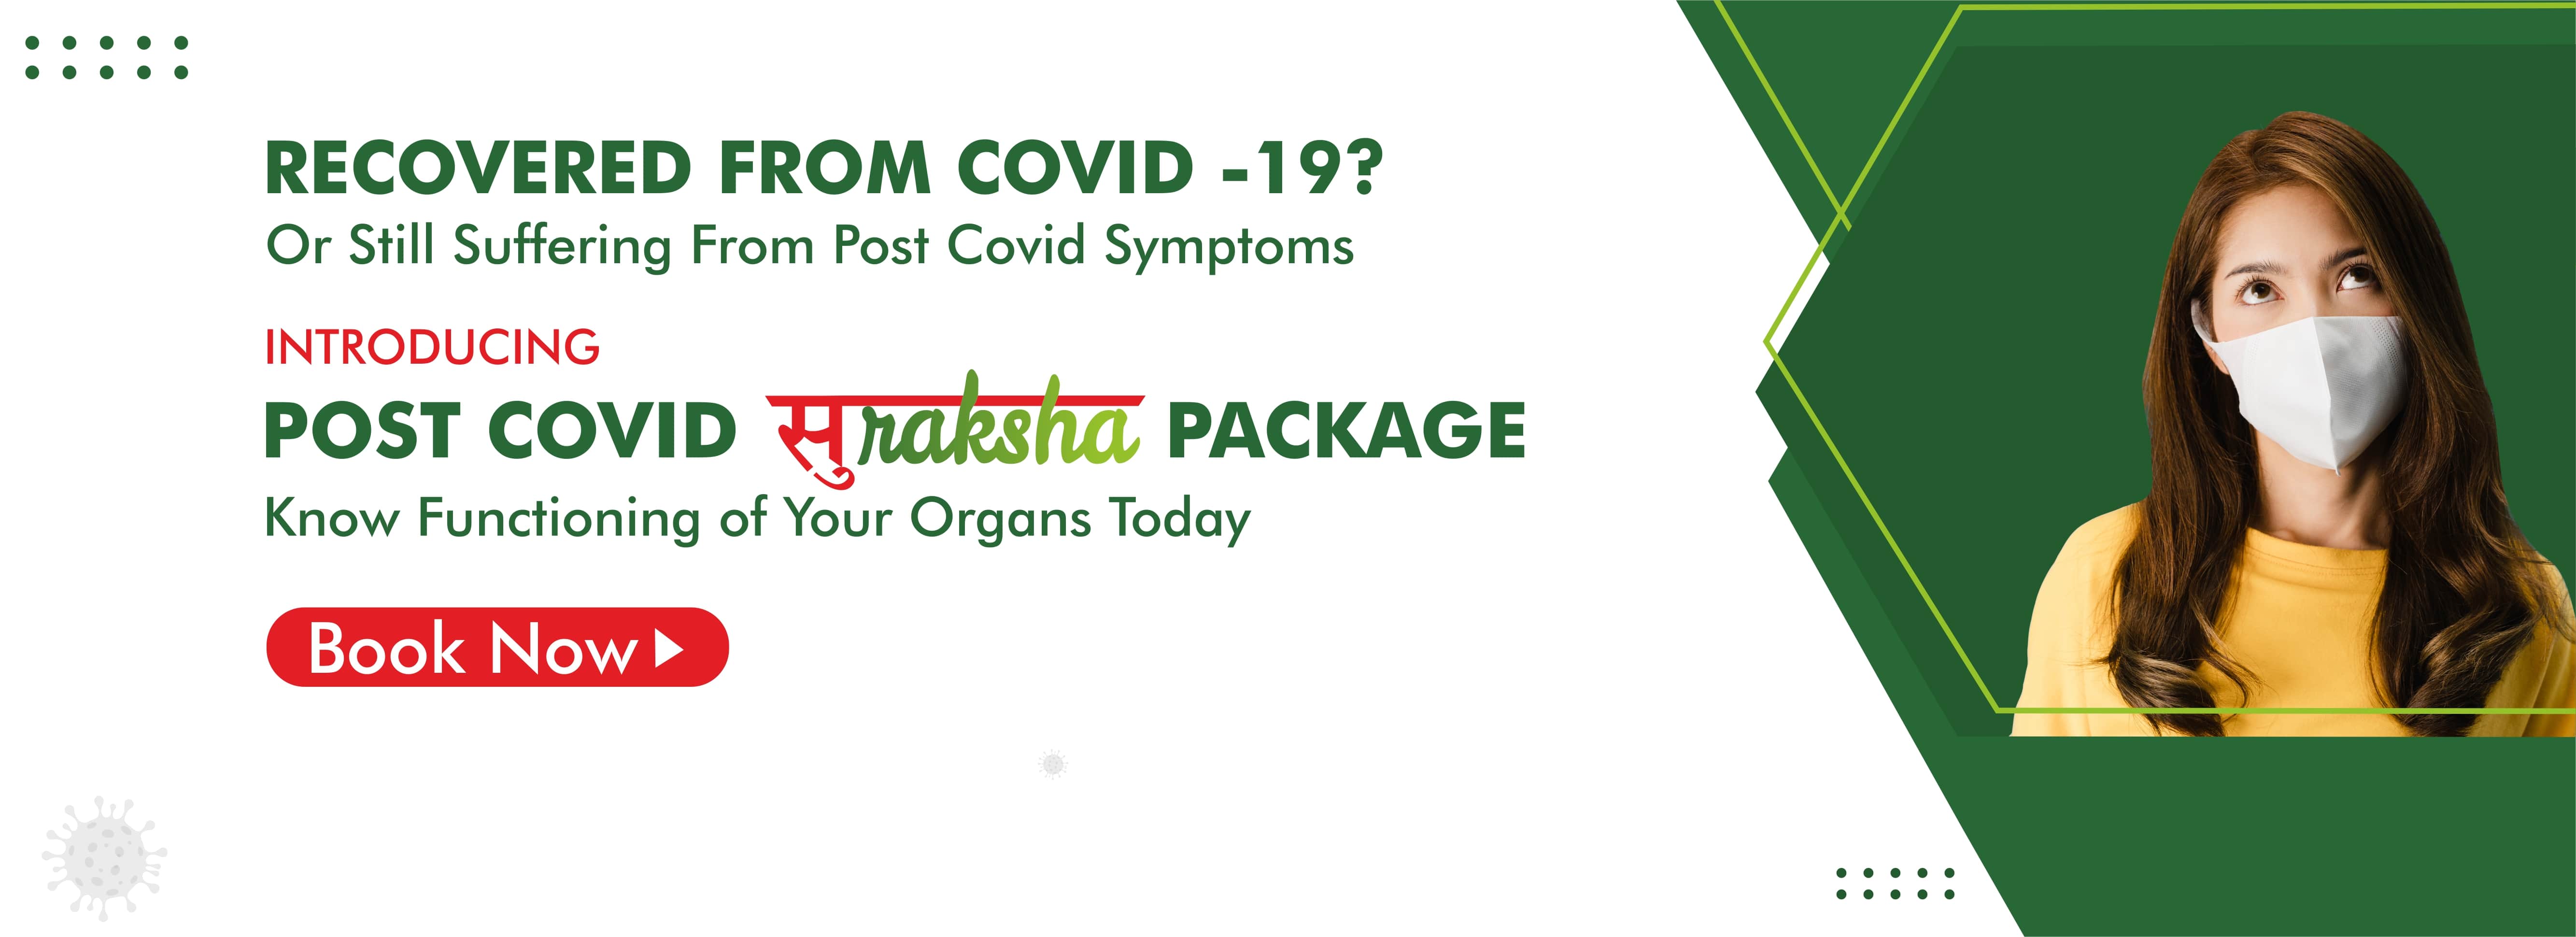 RECOVERED FROM COVID -19?
Or Still Suffering From Post Covid Symptoms
INTRODUCING
POST COVID सुraksha PACKAGE
Know Functioning of Your Organs Today
Book Now